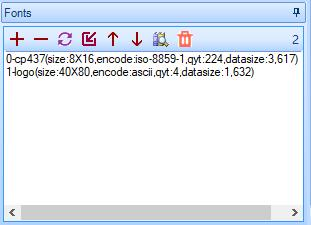 Fonts
2
0-cp437(size:8X16,encode:iso-8859-1,qyt:224,datasize:3,617)
1-logo(size:40X80,encode:ascii,qyt:4,datasize:1,632)